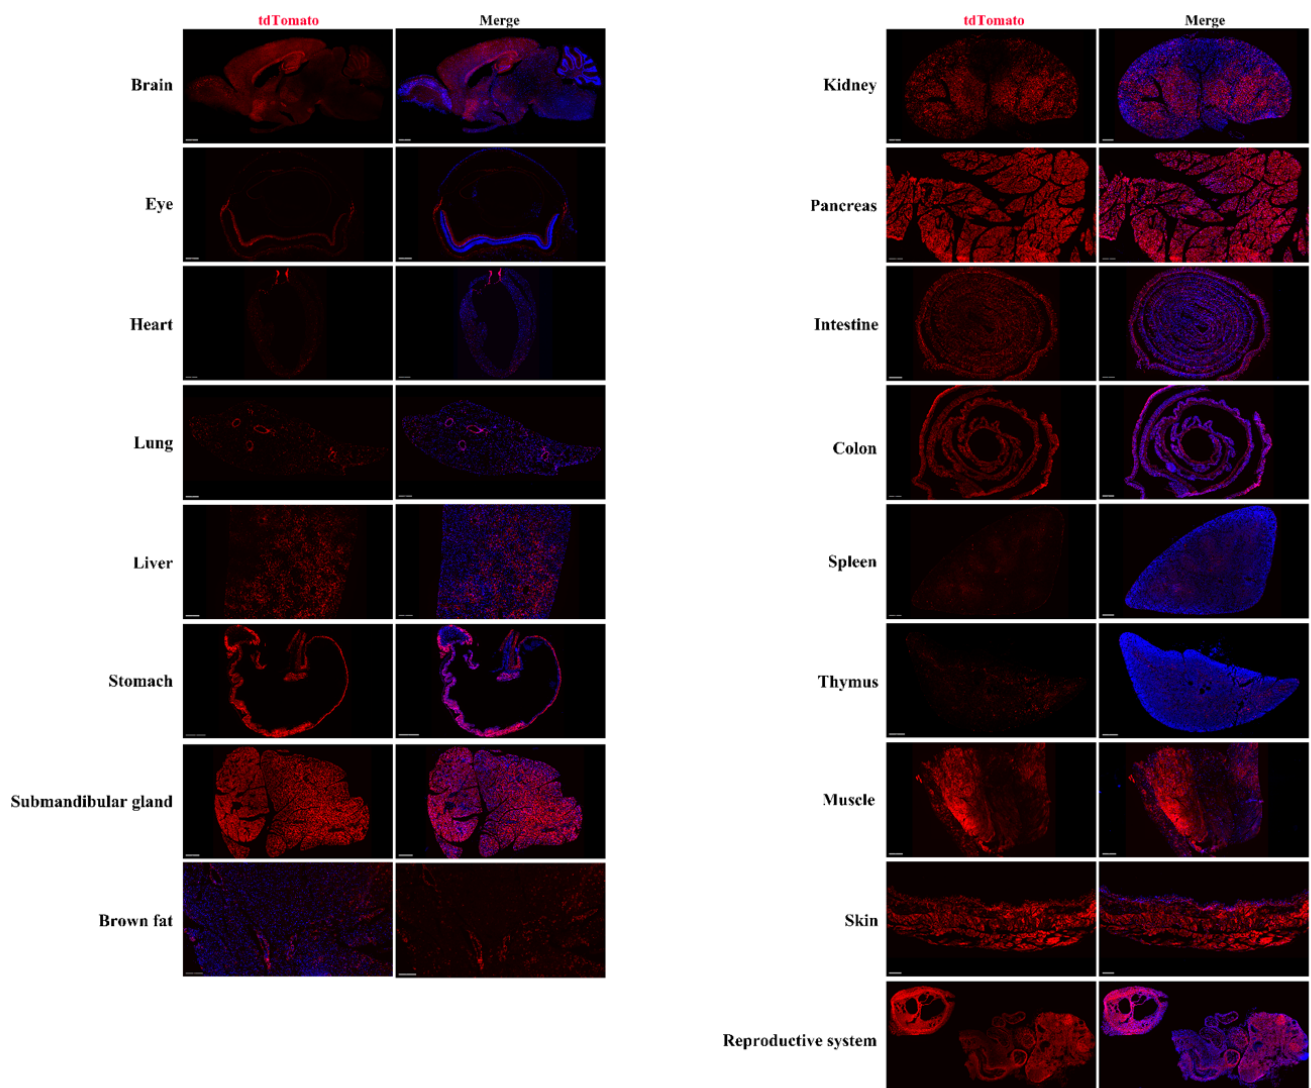 tdTomato Merge
Brain
Eye
Heart
Lung
Liver
Stomach
Submandibular gland
Brown fat
tdTomato Merge
Kidney
Pancreas
Intestine
Colon
Spleen
Thymus
Muscle
Skin
Reproductive system